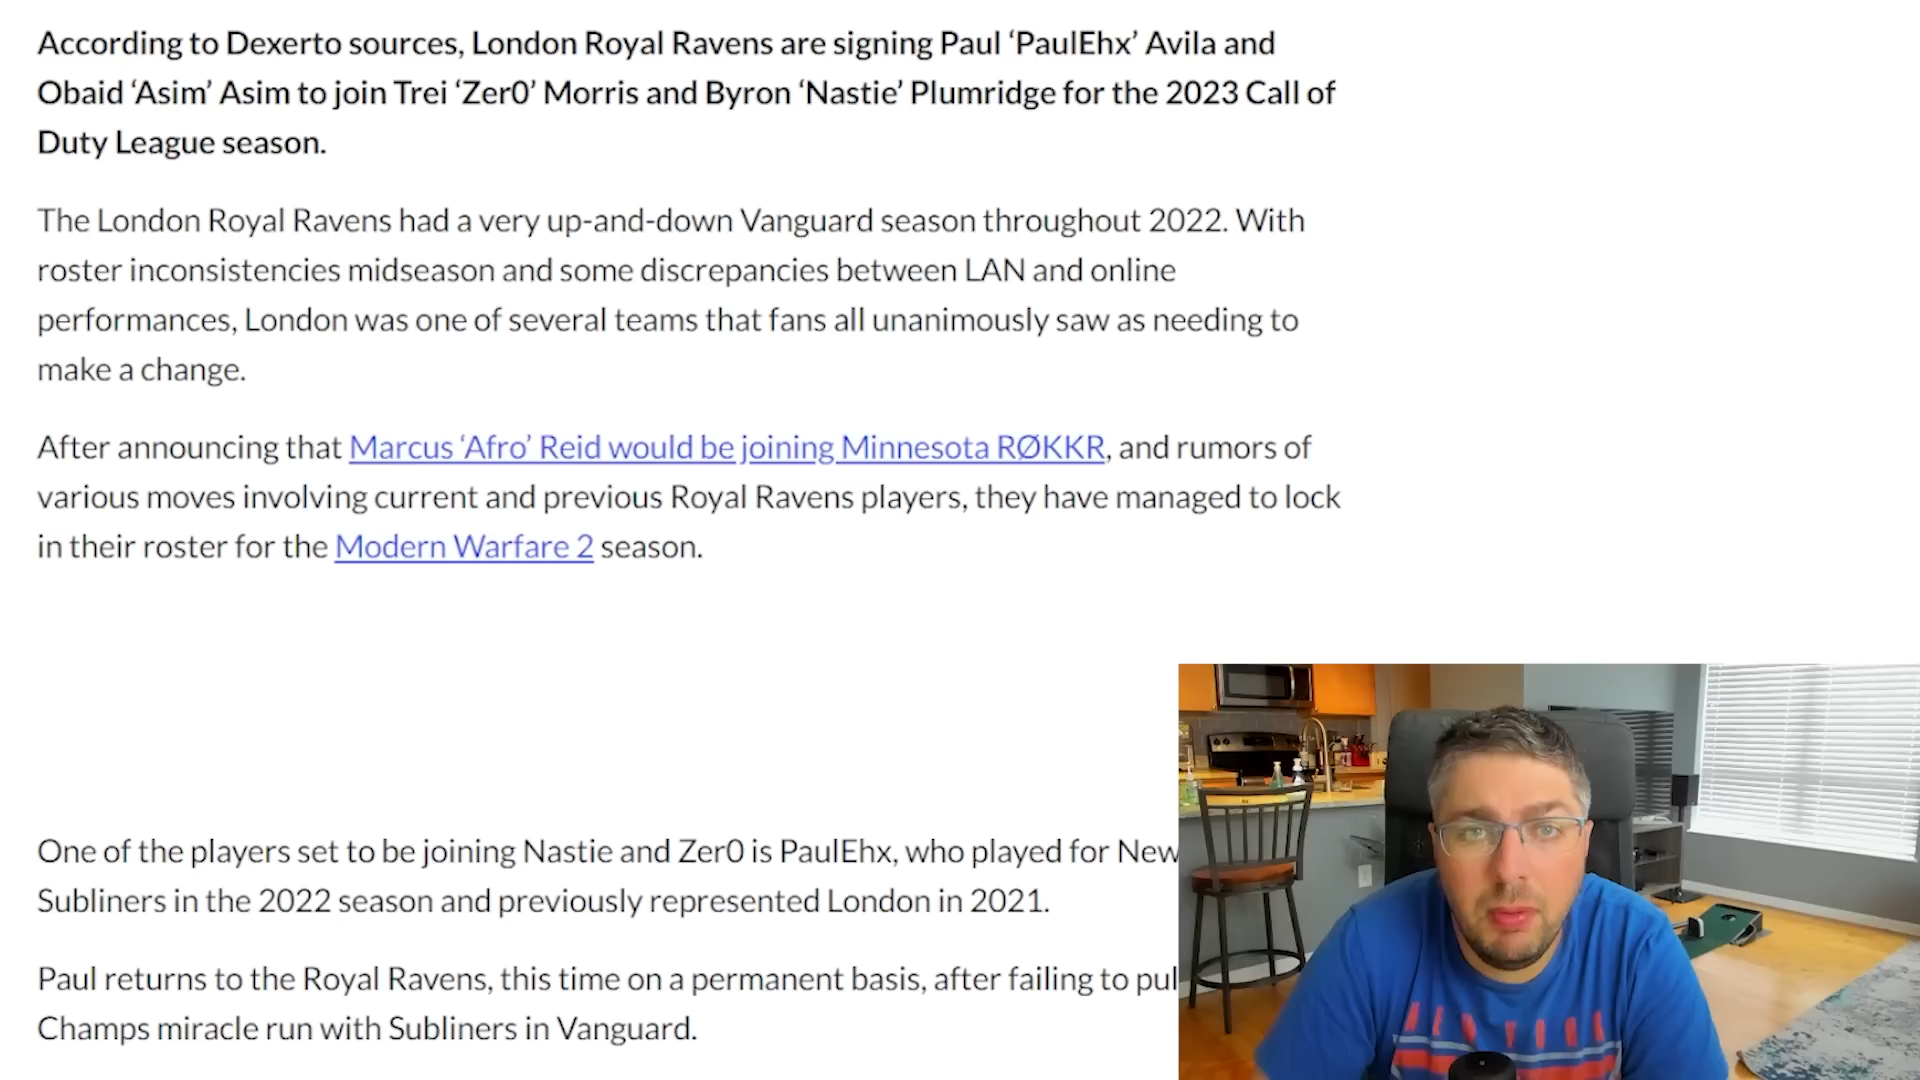 According to Dexerto sources, London Royal Ravens are signing Paul ‘PaulEhx’ Avila and
Obaid ‘Asim’ Asim to join Trei ‘Zer0’ Morris and Byron ‘Nastie’ Plumridge for the 2023 Call of
Duty League season.
The London Royal Ravens had a very up-and-down Vanguard season throughout 2022. With
roster inconsistencies midseason and some discrepancies between LAN and online
performances, London was one of several teams that fans all unanimously saw as needing to
make a change.
After announcing that Marcus ‘Afro’ Reid would be joining Minnesota RØKKR, and rumors of
various moves involving current and previous Royal Ravens players, they have managed to lock
in their roster for the Modern Warfare 2 season.
One of the players set to be joining Nastie and Zer0 is PaulEhx, who played for New
Subliners in the 2022 season and previously represented London in 2021.
Paul returns to the Royal Ravens, this time on a permanent basis, after failing to pul
Champs miracle run with Subliners in Vanguard.
NEW YORK